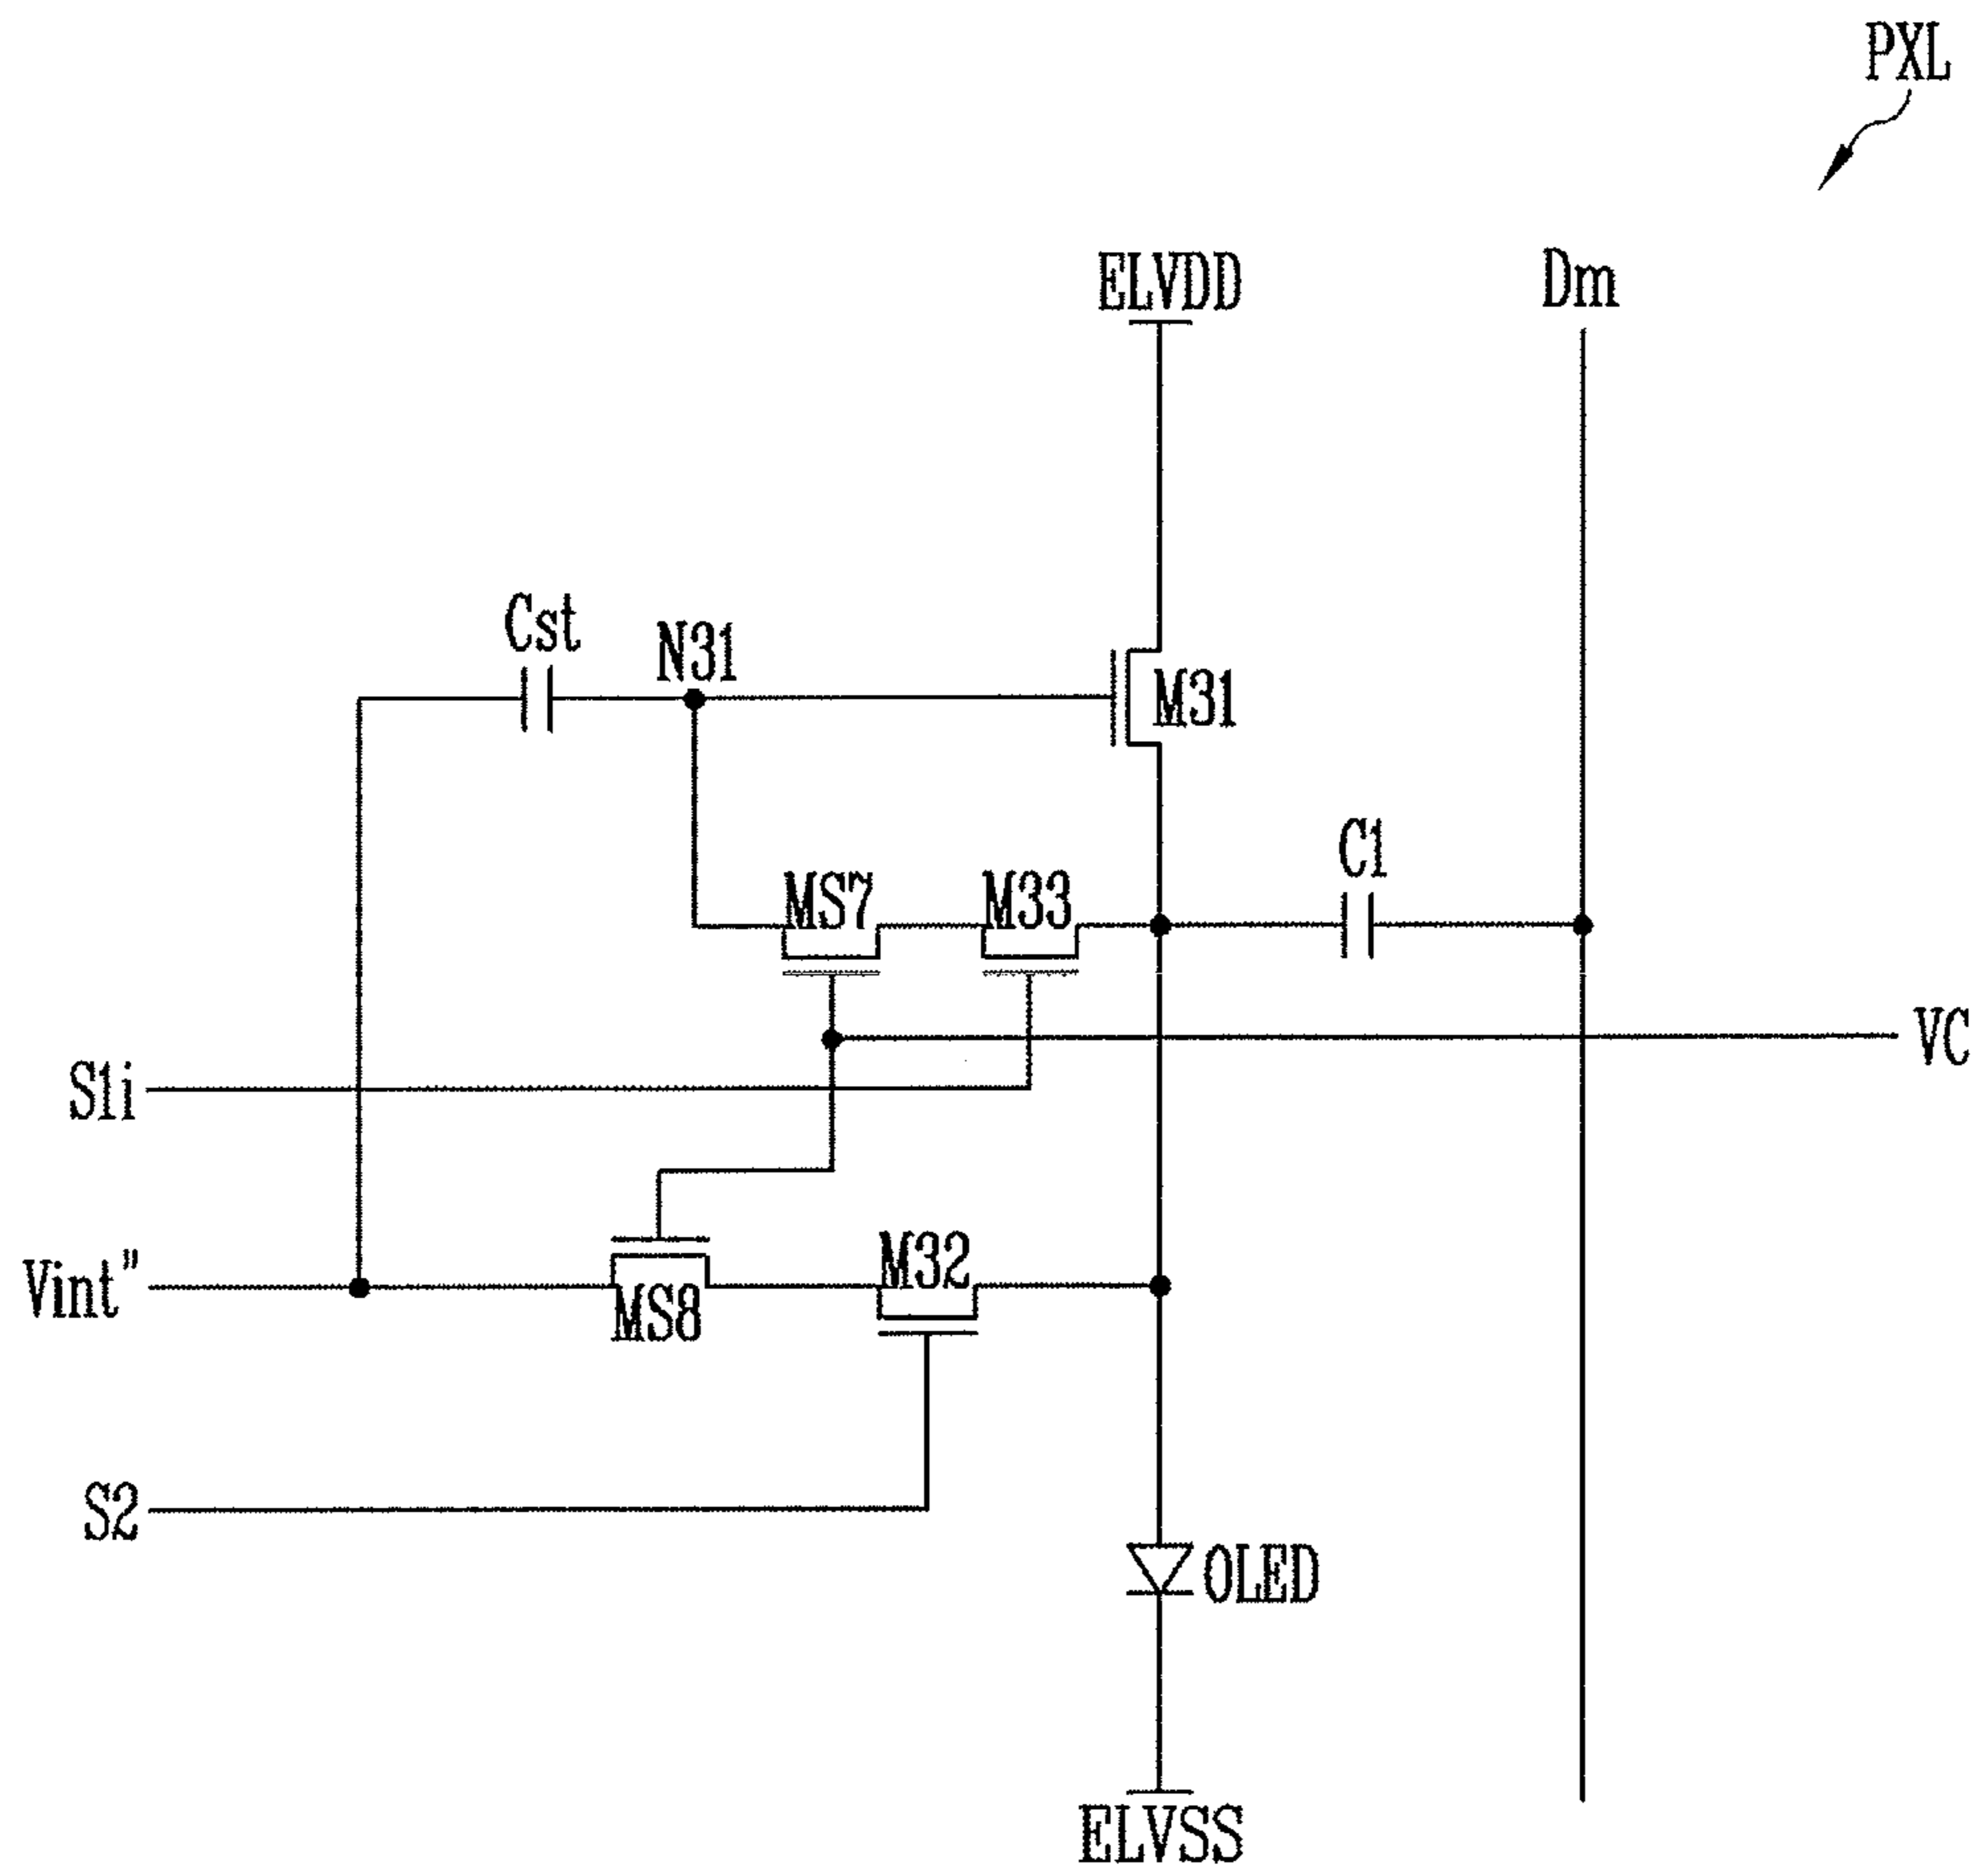 PXL
ELVDD
Dm
Cst
N31
M31
C1
MS7
M33
VC
S1i
M32
Vint"
MS8
S2
OLED
ELVSS